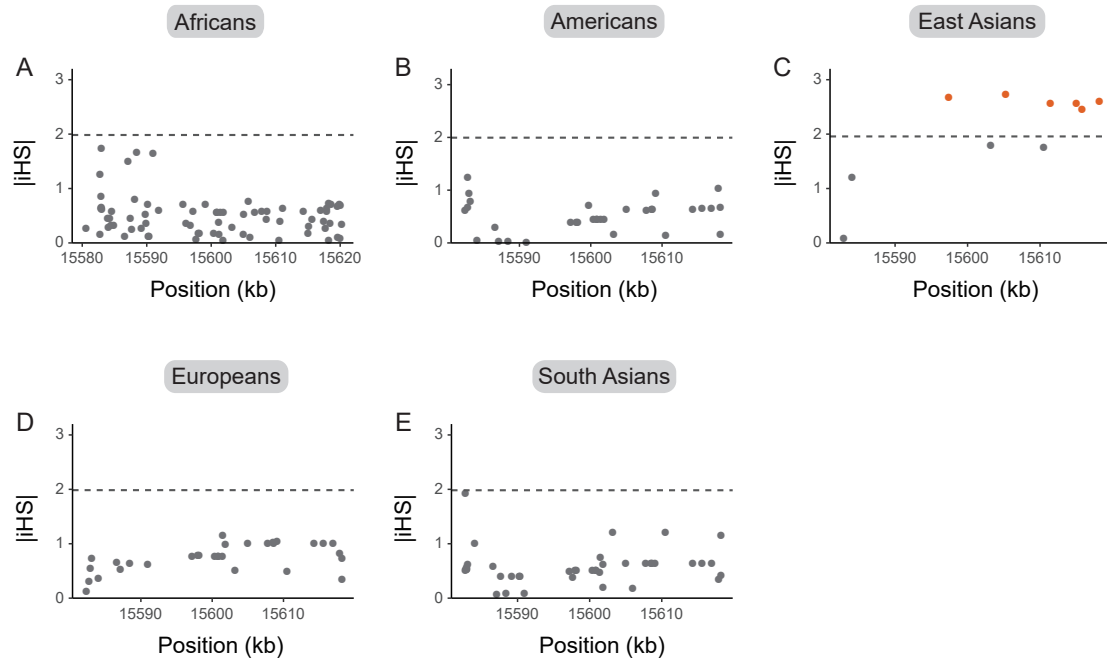 Africans
Americans
East Asians
A
B
C
3
2
1
0
|iHS|
15580
15590
15600
15610
15620
Position (kb)
3
2
1
0
|iHS|
15590
15600
15610
Position (kb)
3
2
1
0
|iHS|
15590
15600
15610
Position (kb)
Europeans
South Asians
D
E
3
2
1
0
|iHS|
15590
15600
15610
Position (kb)
3
2
1
0
|iHS|
15590
15600
15610
Position (kb)